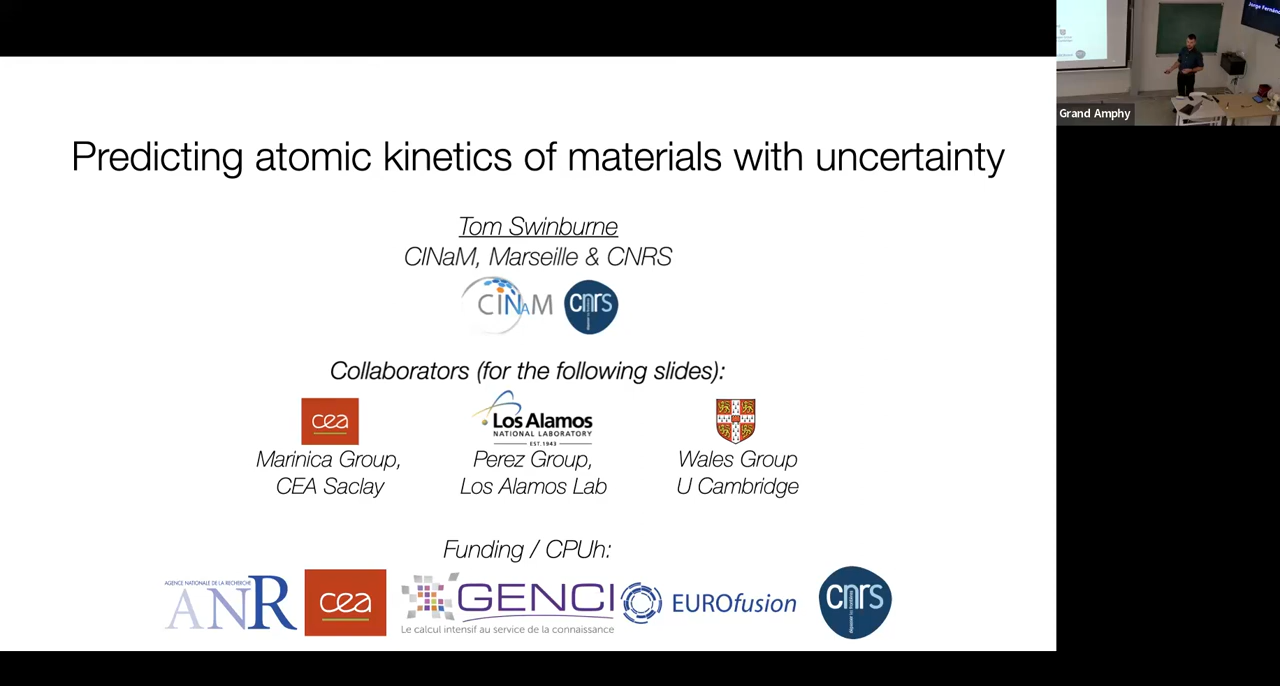 Predicting atomic kinetics of materials with uncertainty
Tom Swinburne
CINaM, Marseille & CNRS
CINaM
cnrs
Collaborators (for the following slides):
cea
Los Alamos
NATIONAL LABORATORY
EST. 1943
Marinica Group,
CEA Saclay
Perez Group,
Los Alamos Lab
Wales Group
U Cambridge
Funding / CPUh:
AGENCE NATIONALE DE LA RECHERCHE
ANR
cea
GENCI
Le calcul intensif au service de la connaissance
EUROfusion
cnrs
Grand Amphy